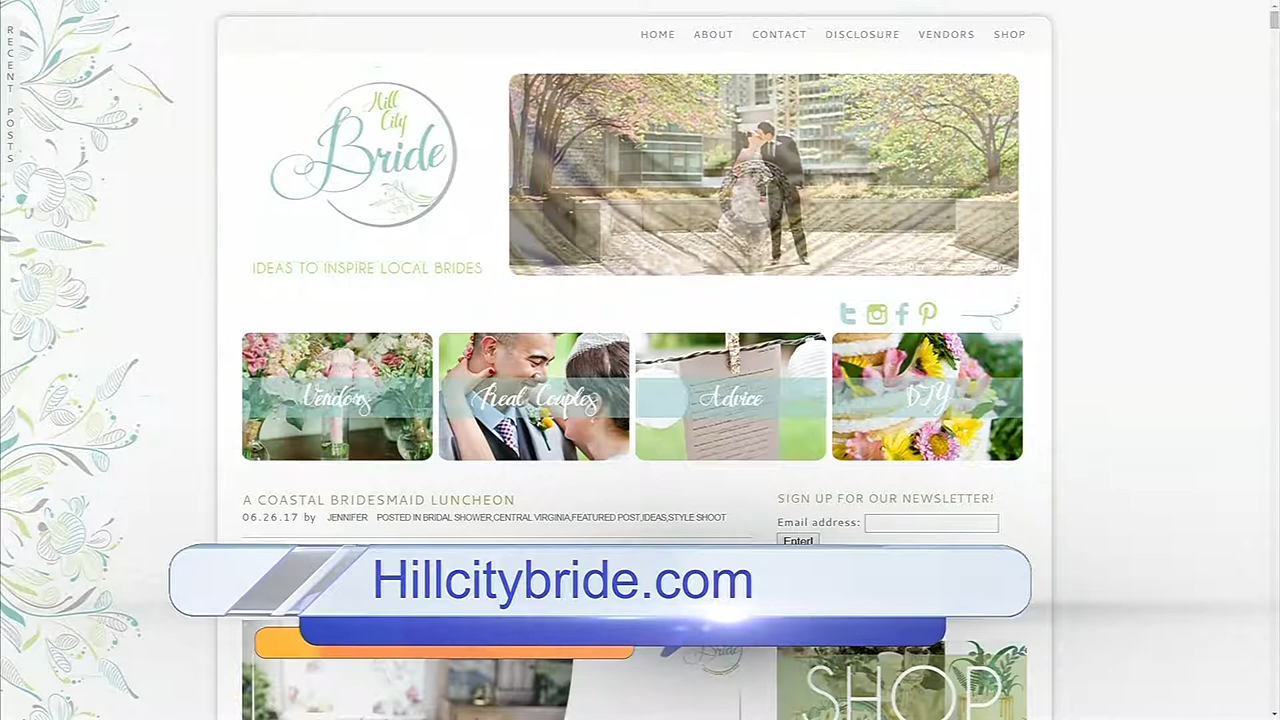 RECENT POSTS
HOME ABOUT CONTACT DISCLOSURE VENDORS SHOP
Hill
City
Bride
IDEAS TO INSPIRE LOCAL BRIDES
Vendors Real Couples Advice DIY
A COASTAL BRIDESMAID LUNCHEON
06.26.17 by JENNIFER POSTED IN BRIDAL SHOWER,CENTRAL VIRGINIA,FEATURED POST,IDEAS,STYLE SHOOT
SIGN UP FOR OUR NEWSLETTER!
Email address:
Enter!
Hillcitybride.com
Bride
SHOP